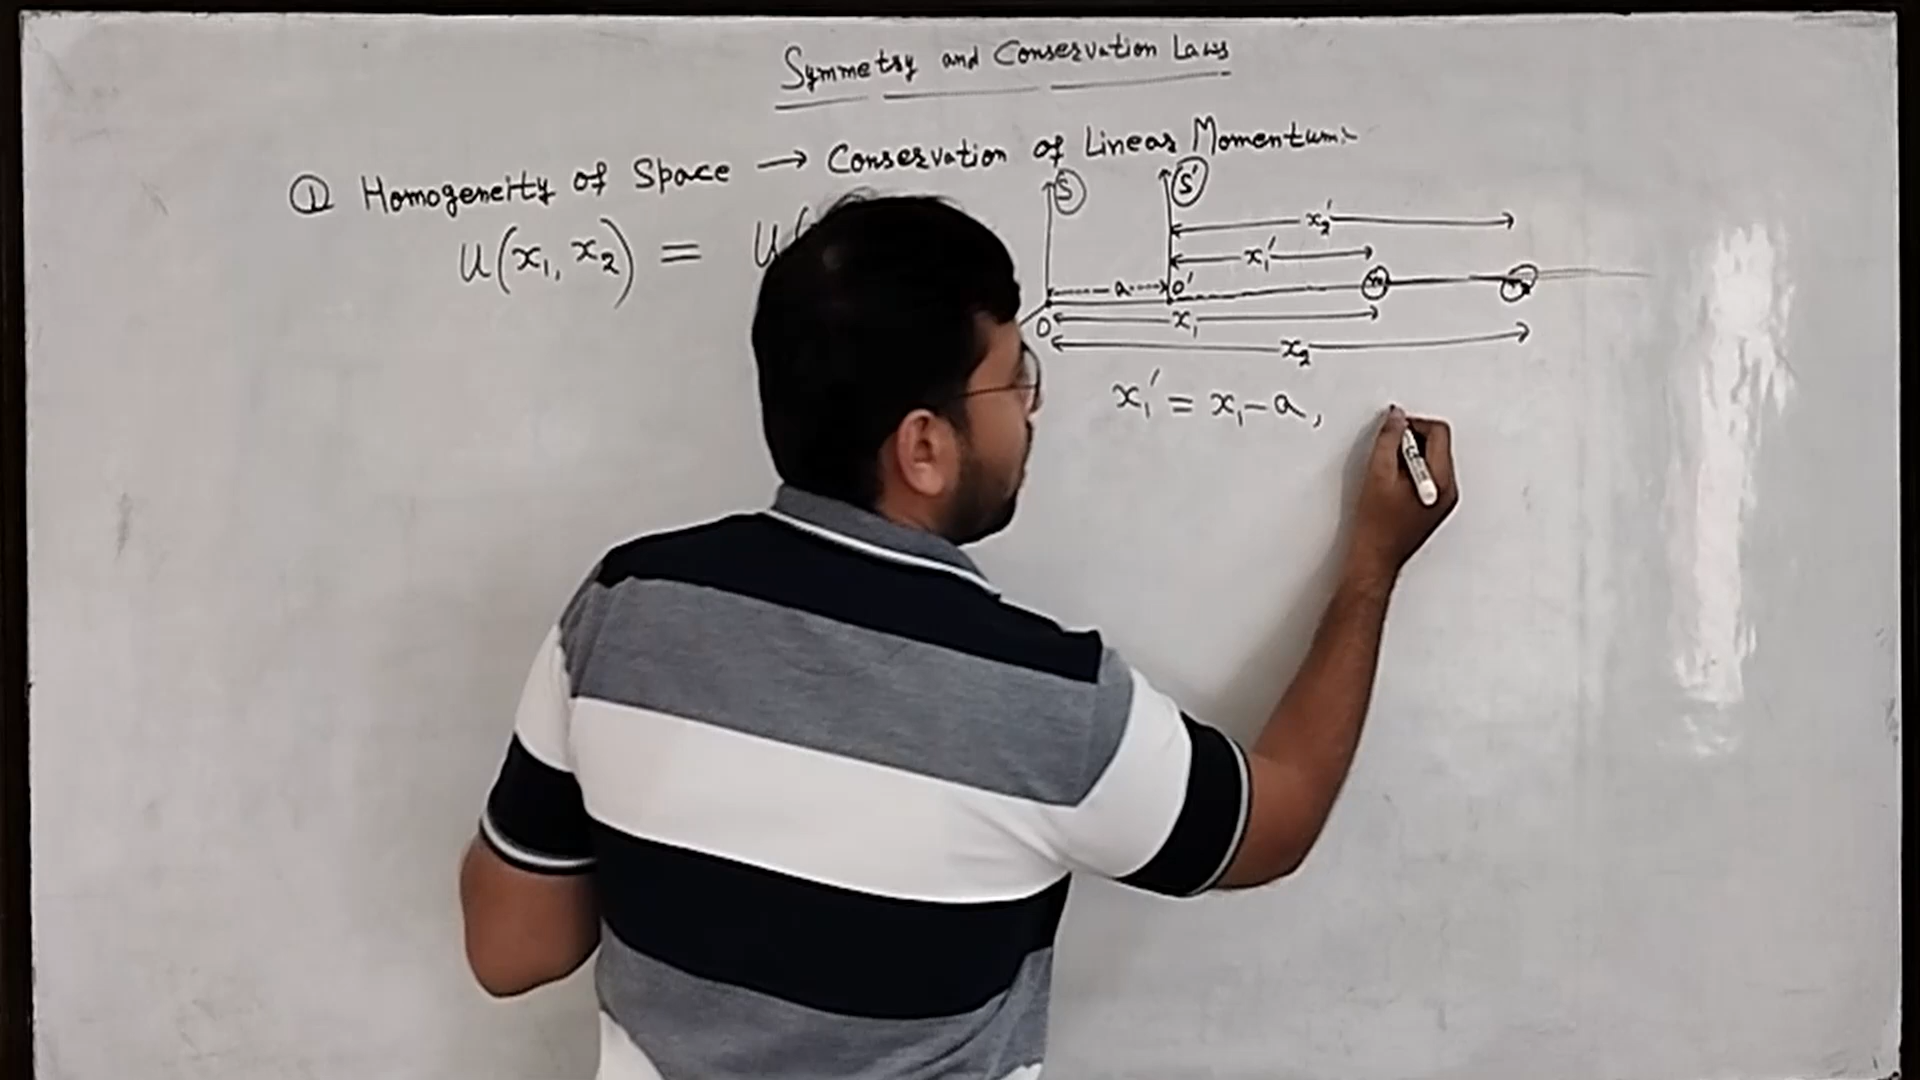 Symmetry and Conservation Laws
① Homogeneity of Space → Conservation of Linear Momentum:-
U(x₁, x₂) = U(
S S'
x₂'
x₁'
a O'
O x₁
x₂
x₁' = x₁-a,